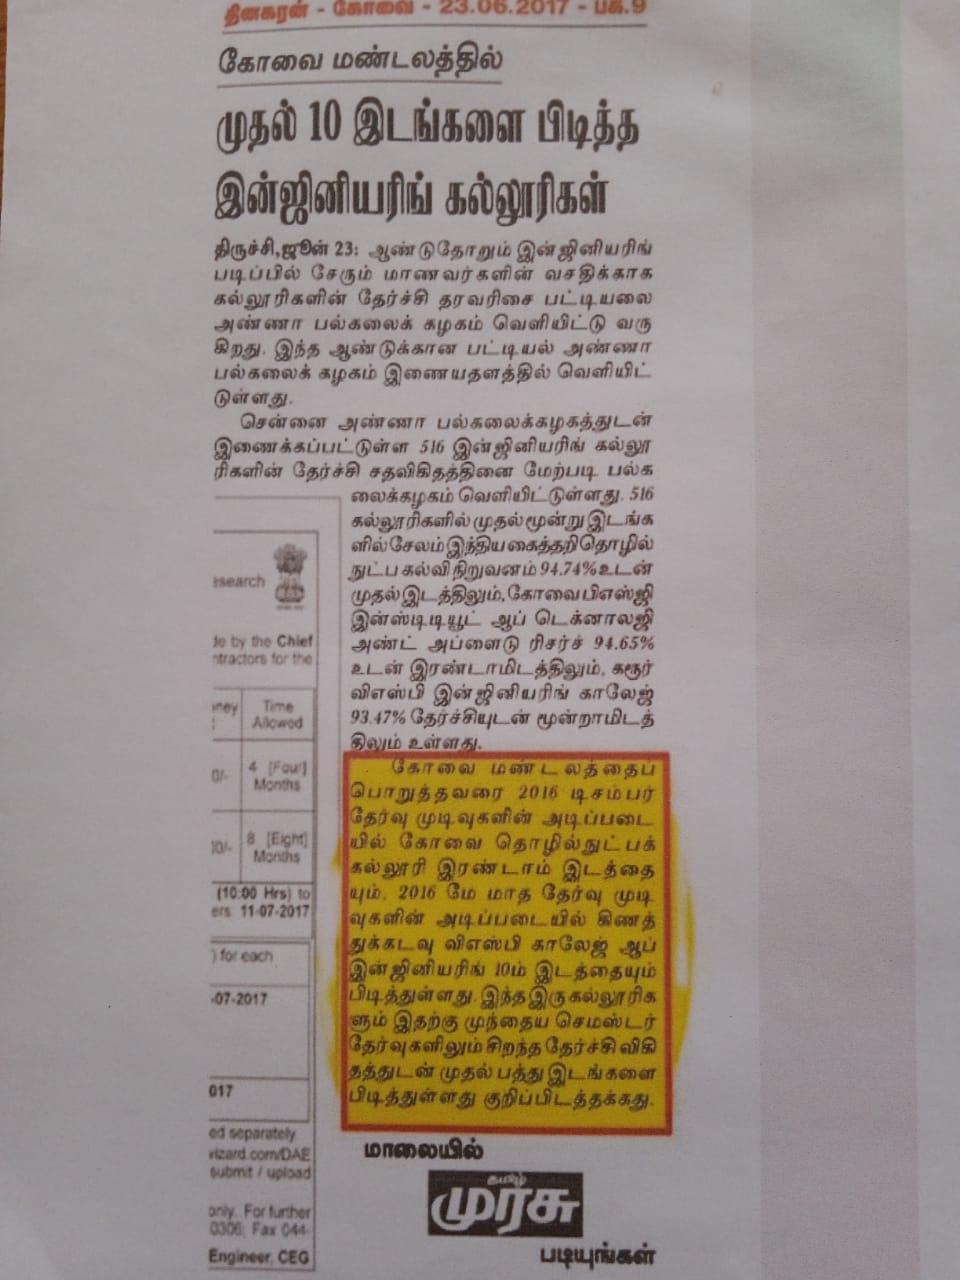 தினகரன் - கோவை - 23.06.2017 - பக்.9
கோவை மண்டலத்தில்
முதல் 10 இடங்களை பிடித்த
இன்ஜினியரிங் கல்லூரிகள்
திருச்சி,ஜூன் 23: ஆண்டுதோறும் இன்ஜினியரிங்
படிப்பில் சேரும் மாணவர்களின் வசதிக்காக
கல்லூரிகளின் தேர்ச்சி தரவரிசை பட்டியலை
அண்ணா பல்கலைக் கழகம் வெளியிட்டு வரு
கிறது. இந்த ஆண்டுக்கான பட்டியல் அண்ணா
பல்கலைக் கழகம் இணையதளத்தில் வெளியிட்
டுள்ளது.
சென்னை அண்ணா பல்கலைக்கழகத்துடன்
இணைக்கப்பட்டுள்ள 516 இன்ஜினியரிங் கல்லூ
ரிகளின் தேர்ச்சி சதவிகிதத்தினை மேற்படி பல்க
லைக்கழகம் வெளியிட்டுள்ளது. 516
கல்லூரிகளில் முதல் மூன்று இடங்க
ளில் சேலம் இந்திய கைத்தறி தொழில்
நுட்ப கல்வி நிறுவனம் 94.74% உடன்
முதல் இடத்திலும், கோவை பிஎஸ்ஜி
இன்ஸ்டிடியூட் ஆப் டெக்னாலஜி
அண்ட் அப்ளைடு ரிசர்ச் 94.65%
உடன் இரண்டாமிடத்திலும், கரூர்
விஎஸ்பி இன்ஜினியரிங் காலேஜ்
93.47% தேர்ச்சியுடன் மூன்றாமிடத்
திலும் உள்ளது.
கோவை மண்டலத்தைப்
பொறுத்தவரை 2016 டிசம்பர்
தேர்வு முடிவுகளின் அடிப்படை
யில் கோவை தொழில்நுட்பக்
கல்லூரி இரண்டாம் இடத்தை
யும், 2016 மே மாத தேர்வு முடி
வுகளின் அடிப்படையில் கிணத்
துக்கடவு விஎஸ்பி காலேஜ் ஆப்
இன்ஜினியரிங் 10ம் இடத்தையும்
பிடித்துள்ளது. இந்த இரு கல்லூரிக
ளும் இதற்கு முந்தைய செமஸ்டர்
தேர்வுகளிலும் சிறந்த தேர்ச்சி விகி
தத்துடன் முதல் பத்து இடங்களை
பிடித்துள்ளது குறிப்பிடத்தக்கது.
மாலையில்
தமிழ்
முரசு
படியுங்கள்
esearch
de by the Chief
ntractors for the
oney Time
Allowed
0/- 4 [Four]
Months
00/- 8 [Eight]
Months
(10:00 Hrs) to
ers 11-07-2017
) for each
-07-2017
017
ed separately
vizard.com/DAE
submit / upload
only. For further
0306; Fax 044-
Engineer, CEG